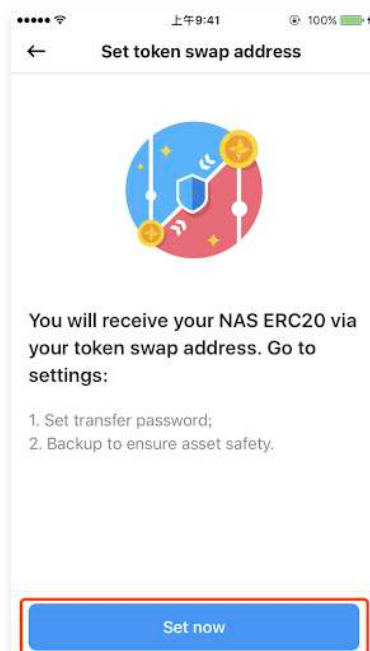 上午9:41 100%
Set token swap address
You will receive your NAS ERC20 via
your token swap address. Go to
settings:
1. Set transfer password;
2. Backup to ensure asset safety.
Set now